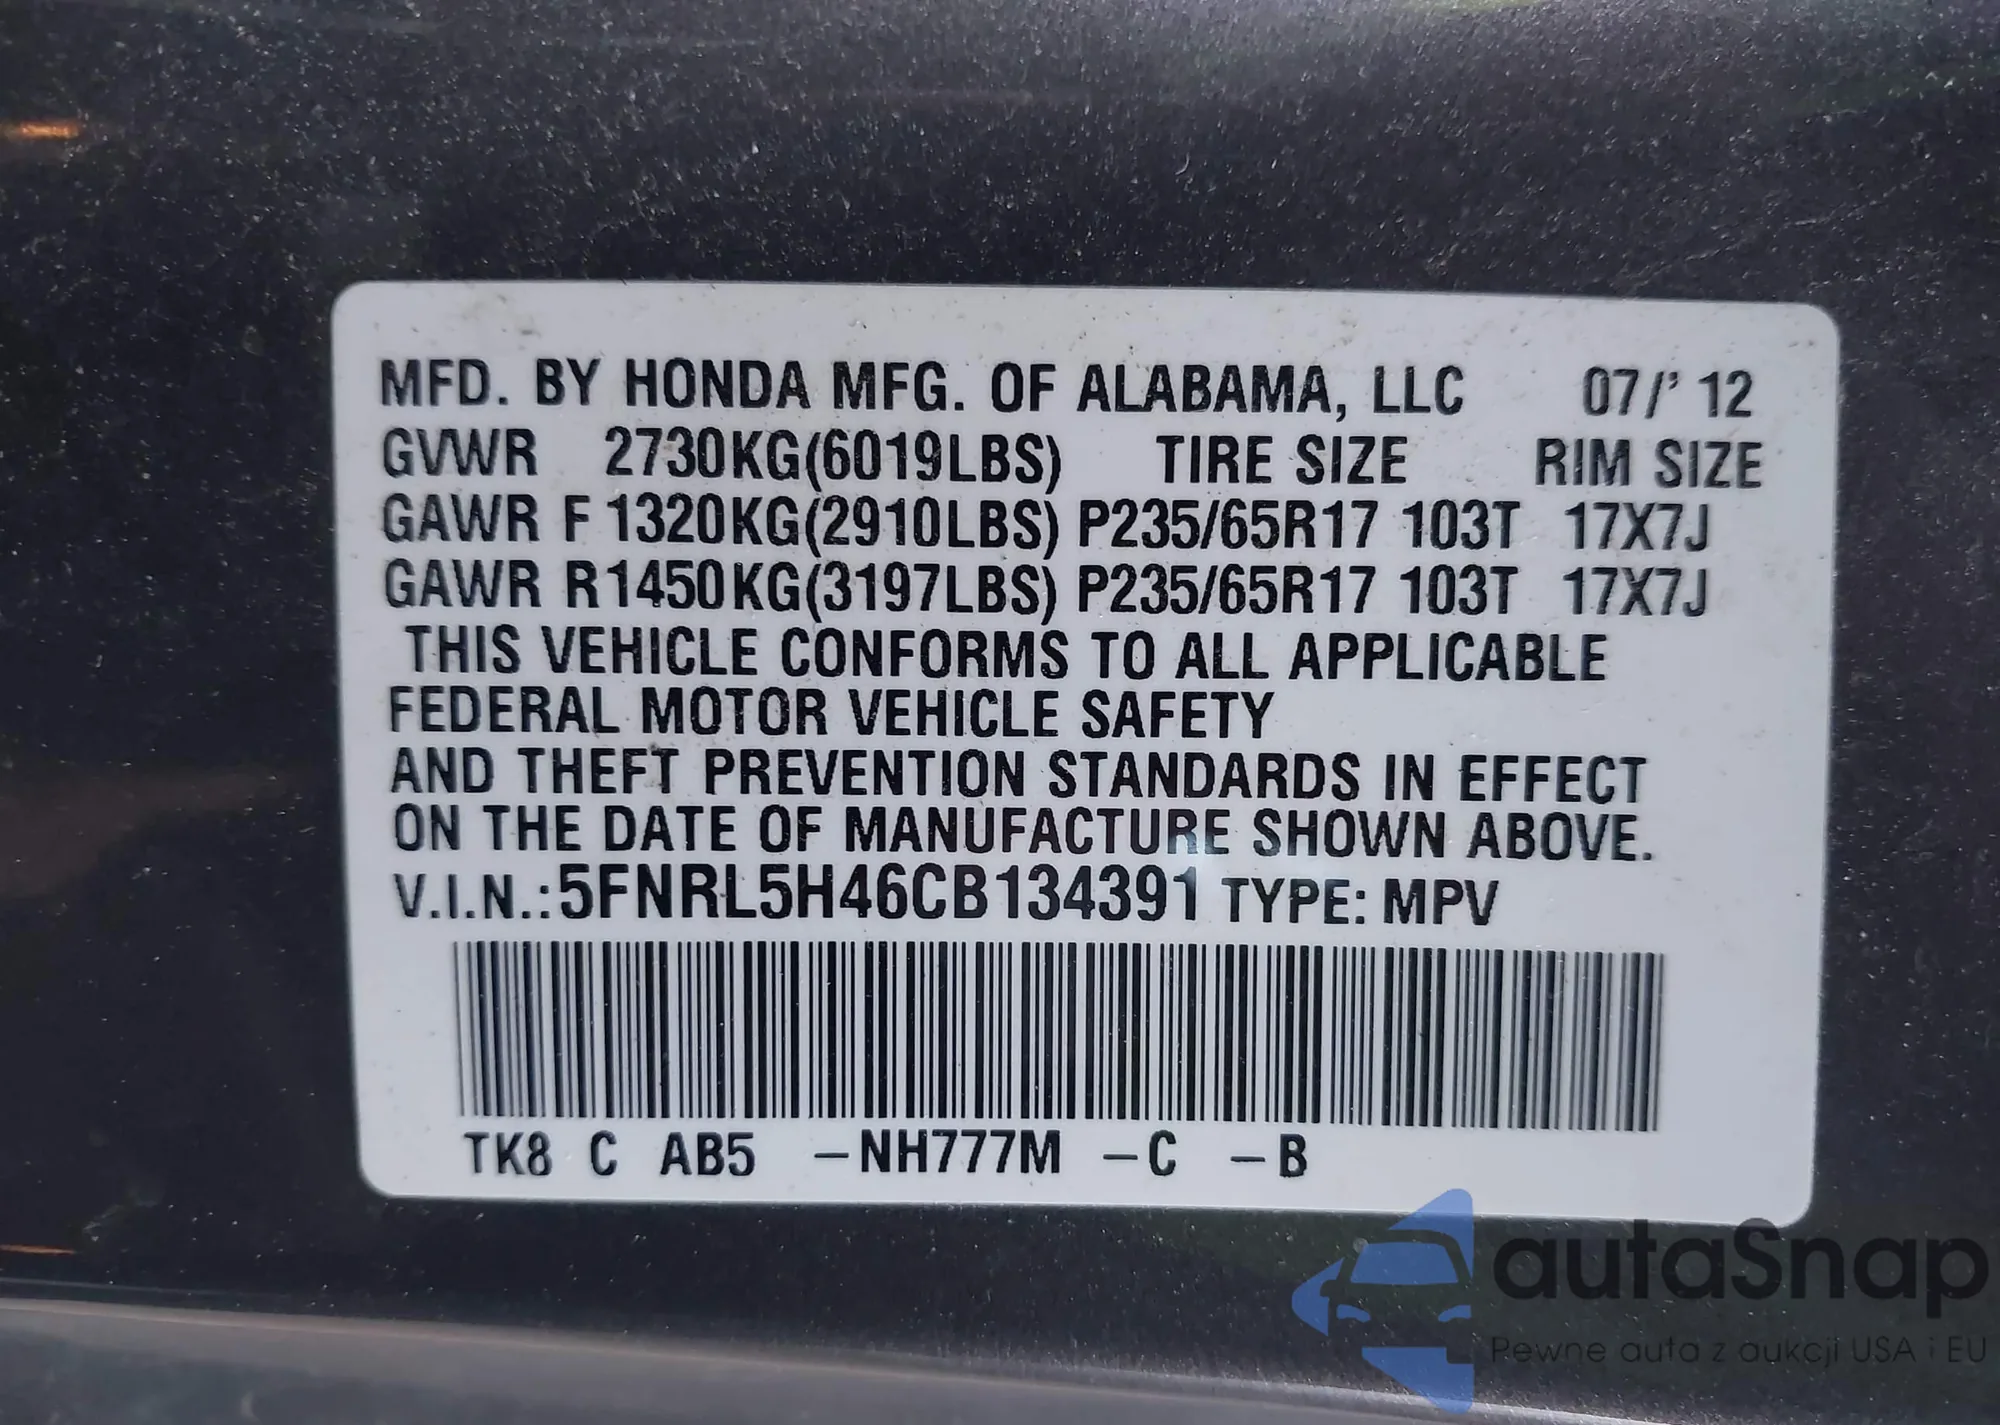 MFD. BY HONDA MFG. OF ALABAMA, LLC 07/' 12
GVWR 2730KG(6019LBS) TIRE SIZE RIM SIZE
GAWR F 1320KG(2910LBS) P235/65R17 103T 17X7J
GAWR R1450KG(3197LBS) P235/65R17 103T 17X7J
THIS VEHICLE CONFORMS TO ALL APPLICABLE
FEDERAL MOTOR VEHICLE SAFETY
AND THEFT PREVENTION STANDARDS IN EFFECT
ON THE DATE OF MANUFACTURE SHOWN ABOVE.
V.I.N.:5FNRL5H46CB134391 TYPE: MPV
TK8 C AB5 –NH777M –C –B
autaSnap
Pewne auta z aukcji USA i EU